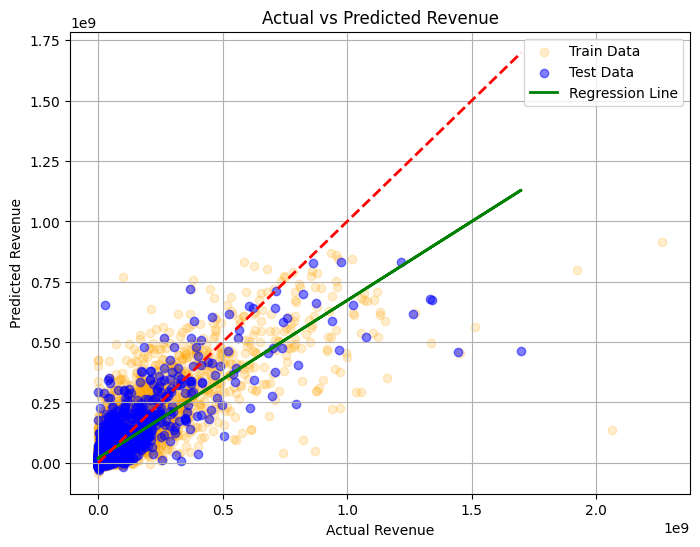 Actual vs Predicted Revenue
1e9
1.75
1.50
1.25
1.00
0.75
0.50
0.25
0.00
Predicted Revenue
Train Data
Test Data
Regression Line
0.0 0.5 1.0 1.5 2.0
1e9
Actual Revenue